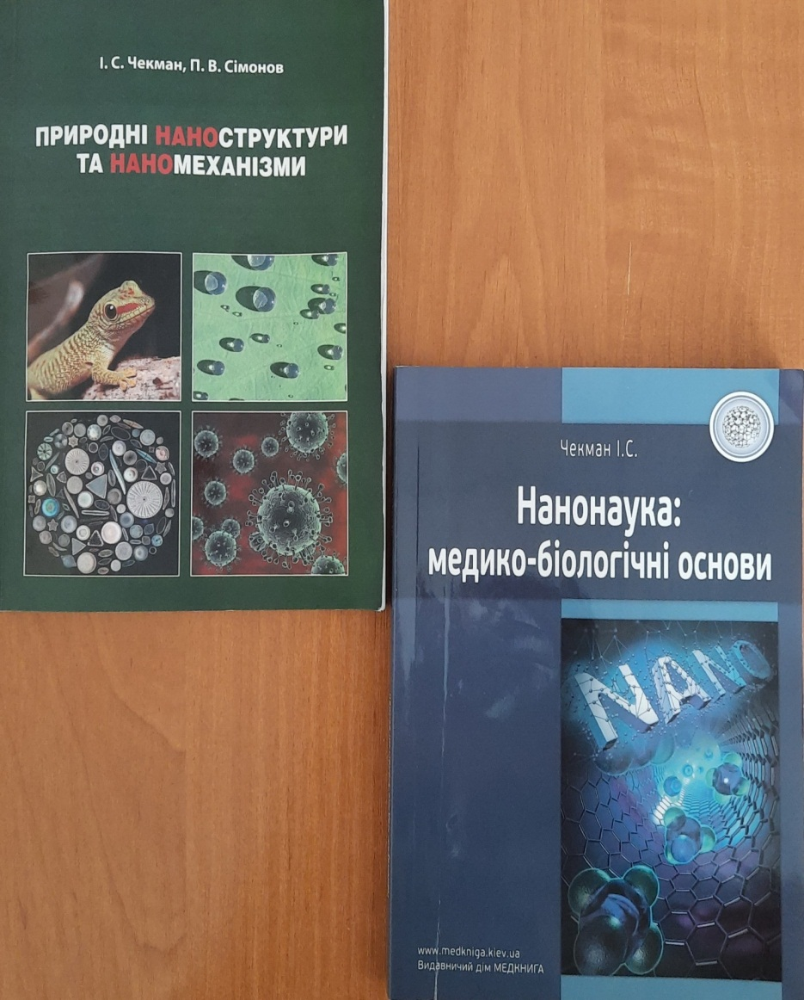 І. С. Чекман, П. В. Сімонов
ПРИРОДНІ НАНОСТРУКТУРИ
ТА НАНОМЕХАНІЗМИ
Чекман І.С.
Нанонаука:
медико-біологічні основи
NANO
www.medkniga.kiev.ua
Видавничий дім МЕДКНИГА